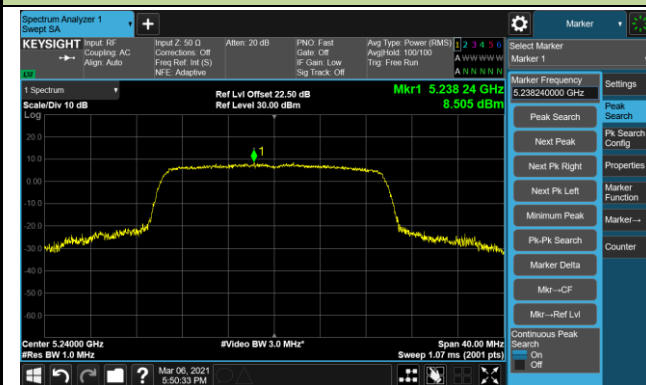 Spectrum Analyzer 1
Swept SA
+
Marker
KEYSIGHT
Input: RF
Coupling: AC
Align: Auto
Input Z: 50 Ω
Corrections: Off
Freq Ref: Int (S)
NFE: Adaptive
Atten: 20 dB
PNO: Fast
Gate: Off
IF Gain: Low
Sig Track: Off
Avg Type: Power (RMS)
Avg|Hold: 100/100
Trig: Free Run
1 2 3 4 5 6
A W W W W W
A N N N N N
LXI
Select Marker
Marker 1
1 Spectrum
Scale/Div 10 dB
Log
Ref Lvl Offset 22.50 dB
Ref Level 30.00 dBm
Mkr1 5.238 24 GHz
8.505 dBm
20.0
10.0
0.00
-10.0
-20.0
-30.0
-40.0
-50.0
-60.0
1
Center 5.24000 GHz
#Res BW 1.0 MHz
#Video BW 3.0 MHz*
Span 40.00 MHz
Sweep 1.07 ms (2001 pts)
Marker Frequency
5.238240000 GHz
Peak Search
Next Peak
Next Pk Right
Next Pk Left
Minimum Peak
Pk-Pk Search
Marker Delta
Mkr→CF
Mkr→Ref Lvl
Continuous Peak
Search
On
Off
Settings
Peak
Search
Pk Search
Config
Properties
Marker
Function
Marker→
Counter
?
Mar 06, 2021
5:50:33 PM